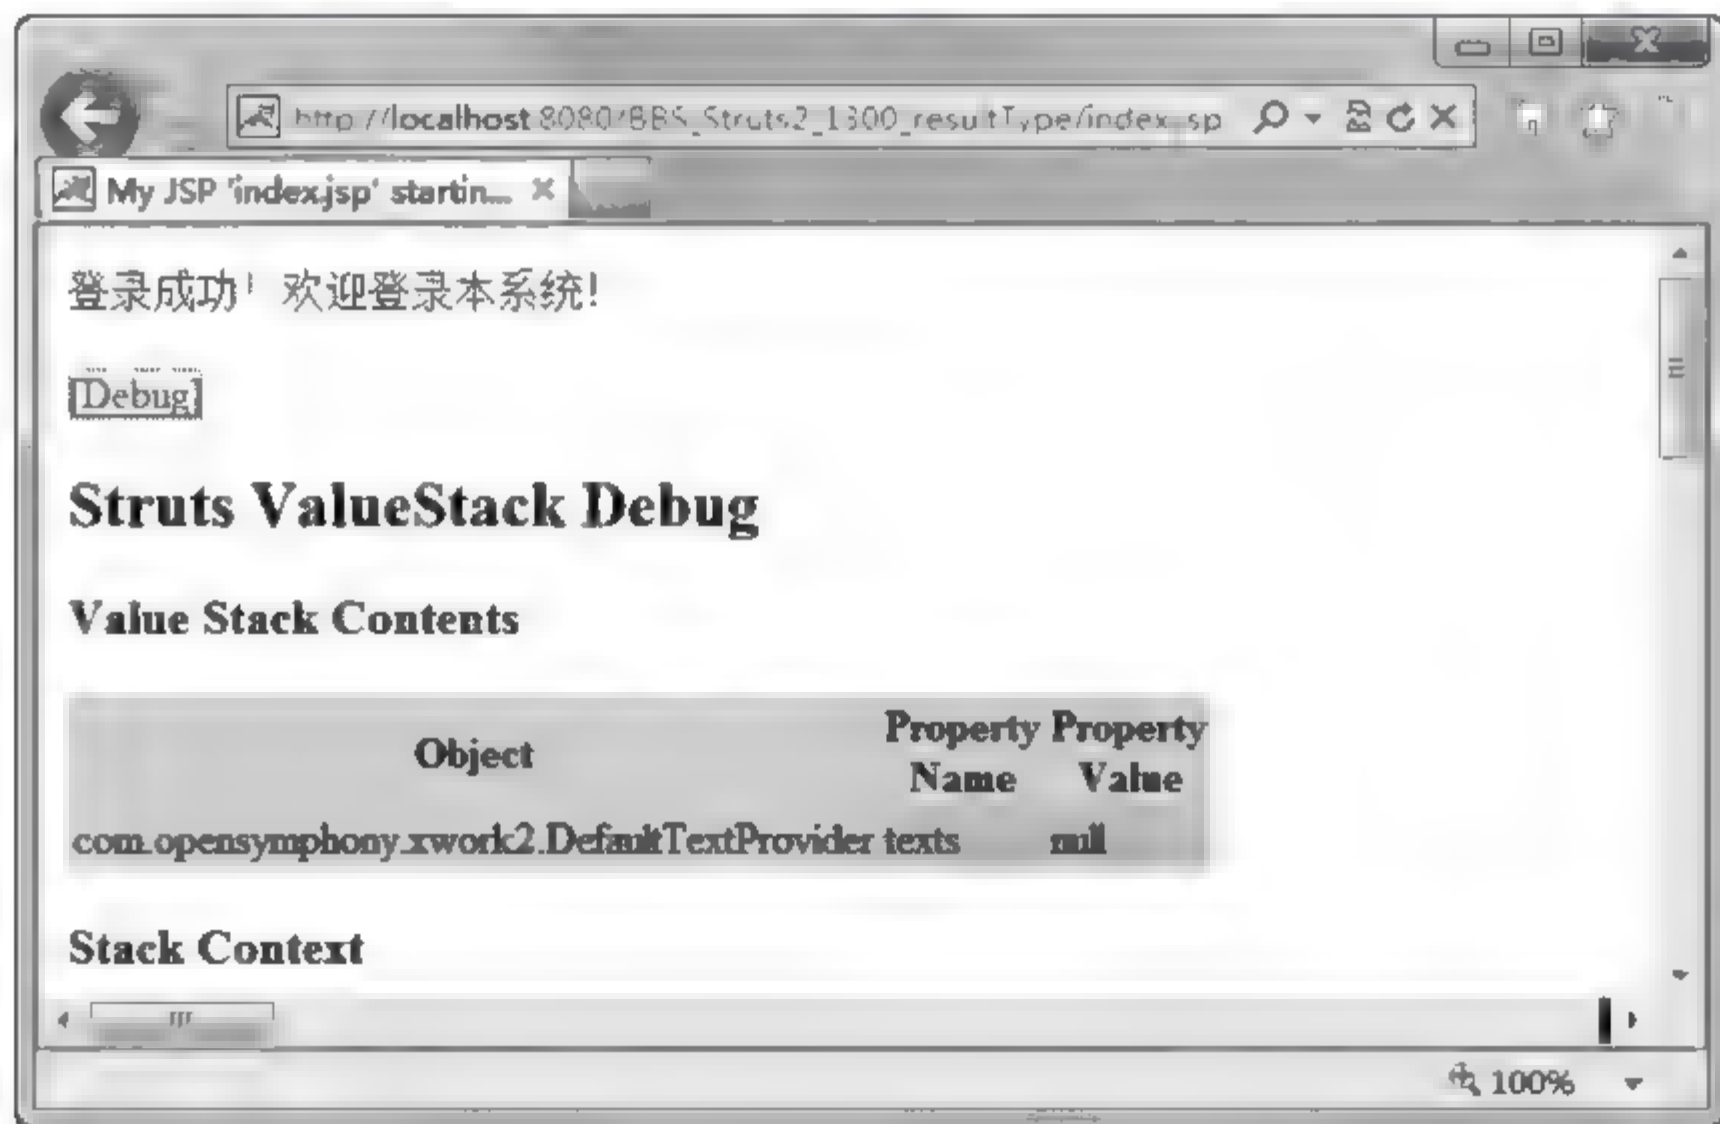 http://localhost:8080/BBS_Struts2_1300_resultType/index.jsp
My JSP 'index.jsp' startin...
登录成功！欢迎登录本系统!
[Debug]
Struts ValueStack Debug
Value Stack Contents
Object Property Name Property Value
com.opensymphony.xwork2.DefaultTextProvider texts null
Stack Context
100%